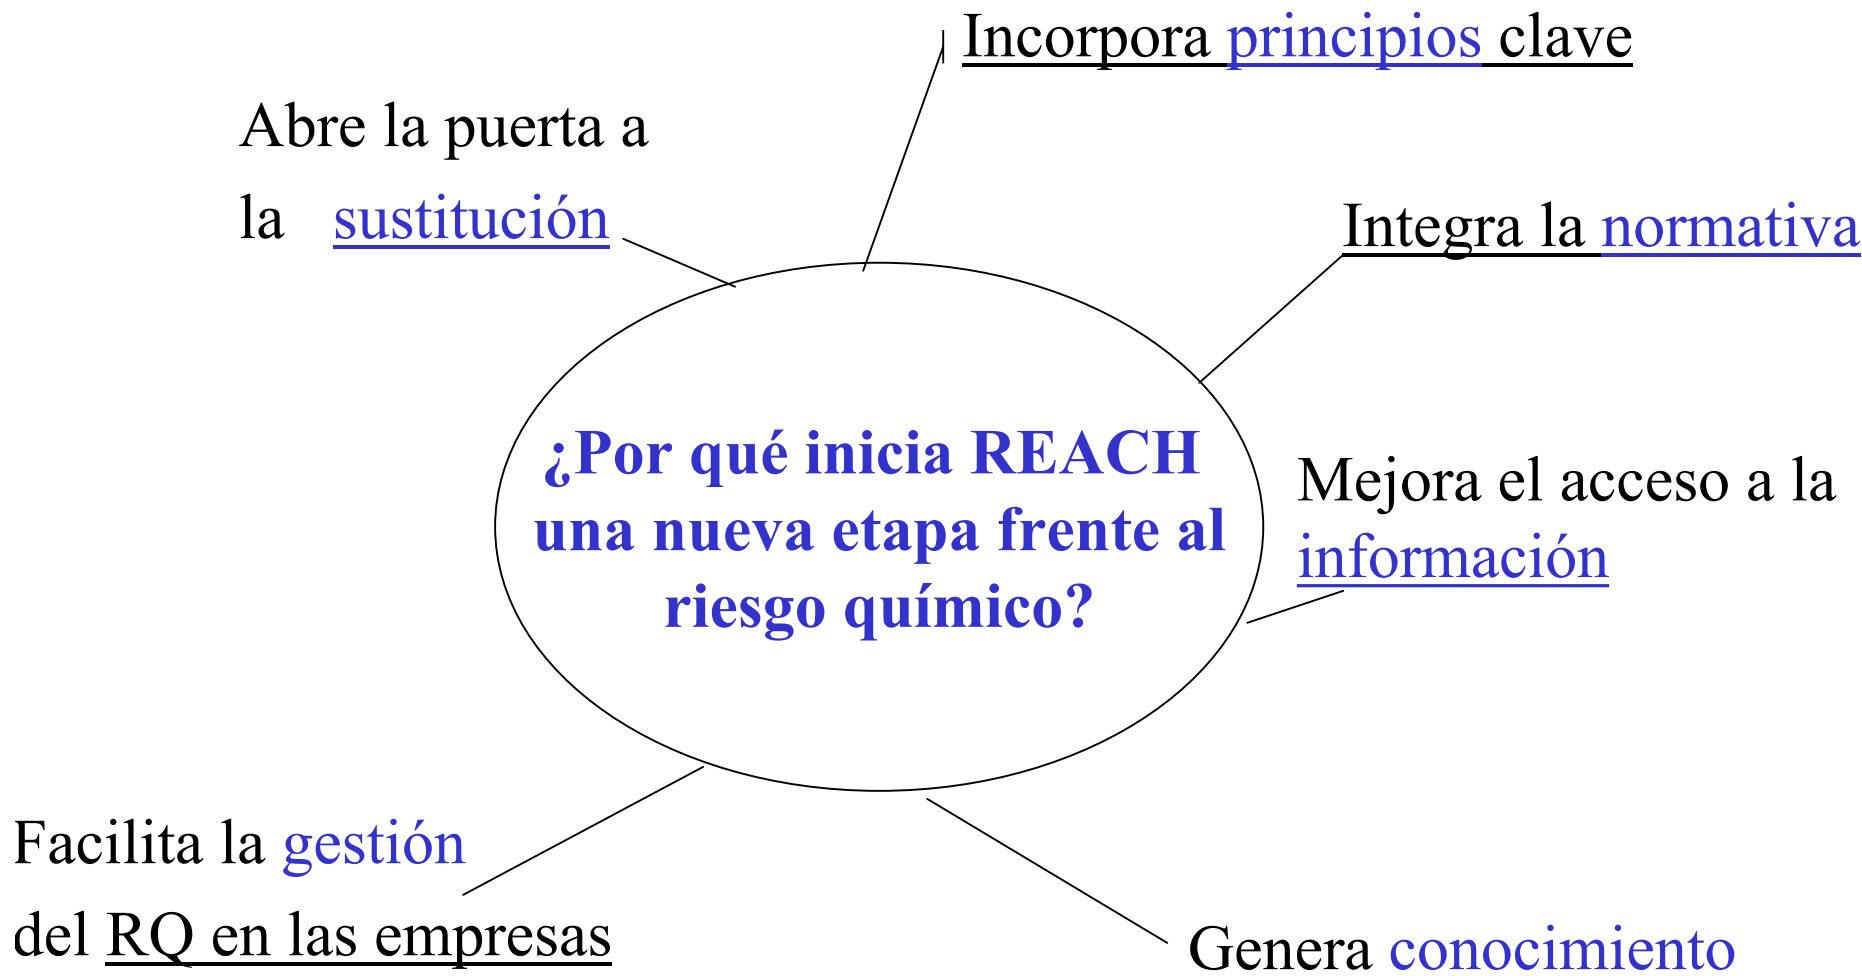 Incorpora principios clave
Abre la puerta a
la sustitución
Integra la normativa
¿Por qué inicia REACH
una nueva etapa frente al
riesgo químico?
Mejora el acceso a la
información
Facilita la gestión
del RQ en las empresas
Genera conocimiento